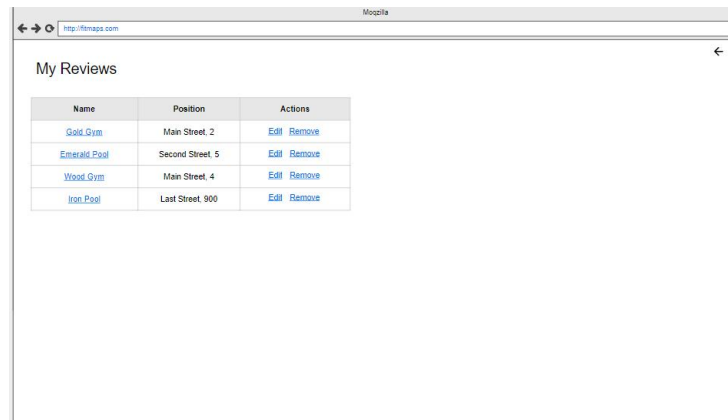 Moqzilla
http://fitmaps.com
My Reviews
Name Position Actions
Gold Gym Main Street, 2 Edit Remove
Emerald Pool Second Street, 5 Edit Remove
Wood Gym Main Street, 4 Edit Remove
Iron Pool Last Street, 900 Edit Remove